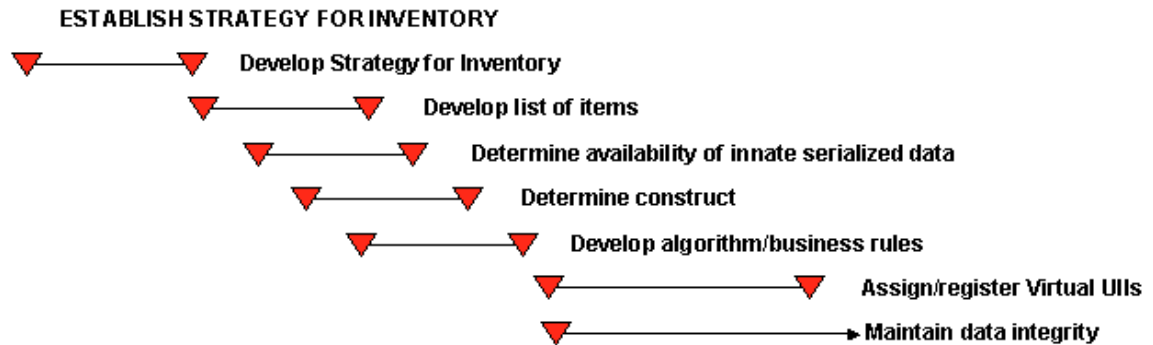 ESTABLISH STRATEGY FOR INVENTORY
Develop Strategy for Inventory
Develop list of items
Determine availability of innate serialized data
Determine construct
Develop algorithm/business rules
Assign/register Virtual UIIs
Maintain data integrity